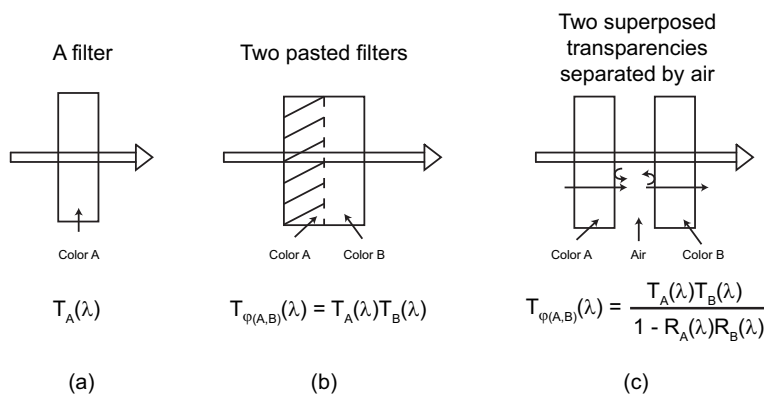 A filter
Color A
T_A(λ)
(a)
Two pasted filters
Color A
Color B
T_φ(A,B)(λ) = T_A(λ)T_B(λ)
(b)
Two superposed
transparencies
separated by air
Color A
Air
Color B
T_φ(A,B)(λ) = T_A(λ)T_B(λ) / 1 - R_A(λ)R_B(λ)
(c)